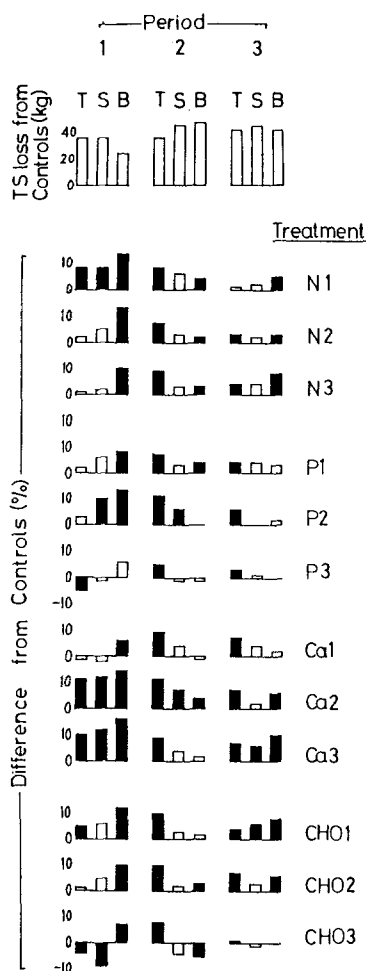 Period
1 2 3
T S B T S B T S B
TS loss from Controls (kg)
40
20
0
Treatment
Difference from Controls (%)
10
0
N1
10
0
N2
10
0
N3
10
0
P1
10
0
P2
10
0
-10
P3
10
0
Ca1
10
0
Ca2
10
0
Ca3
10
0
CHO1
10
0
CHO2
10
0
-10
CHO3